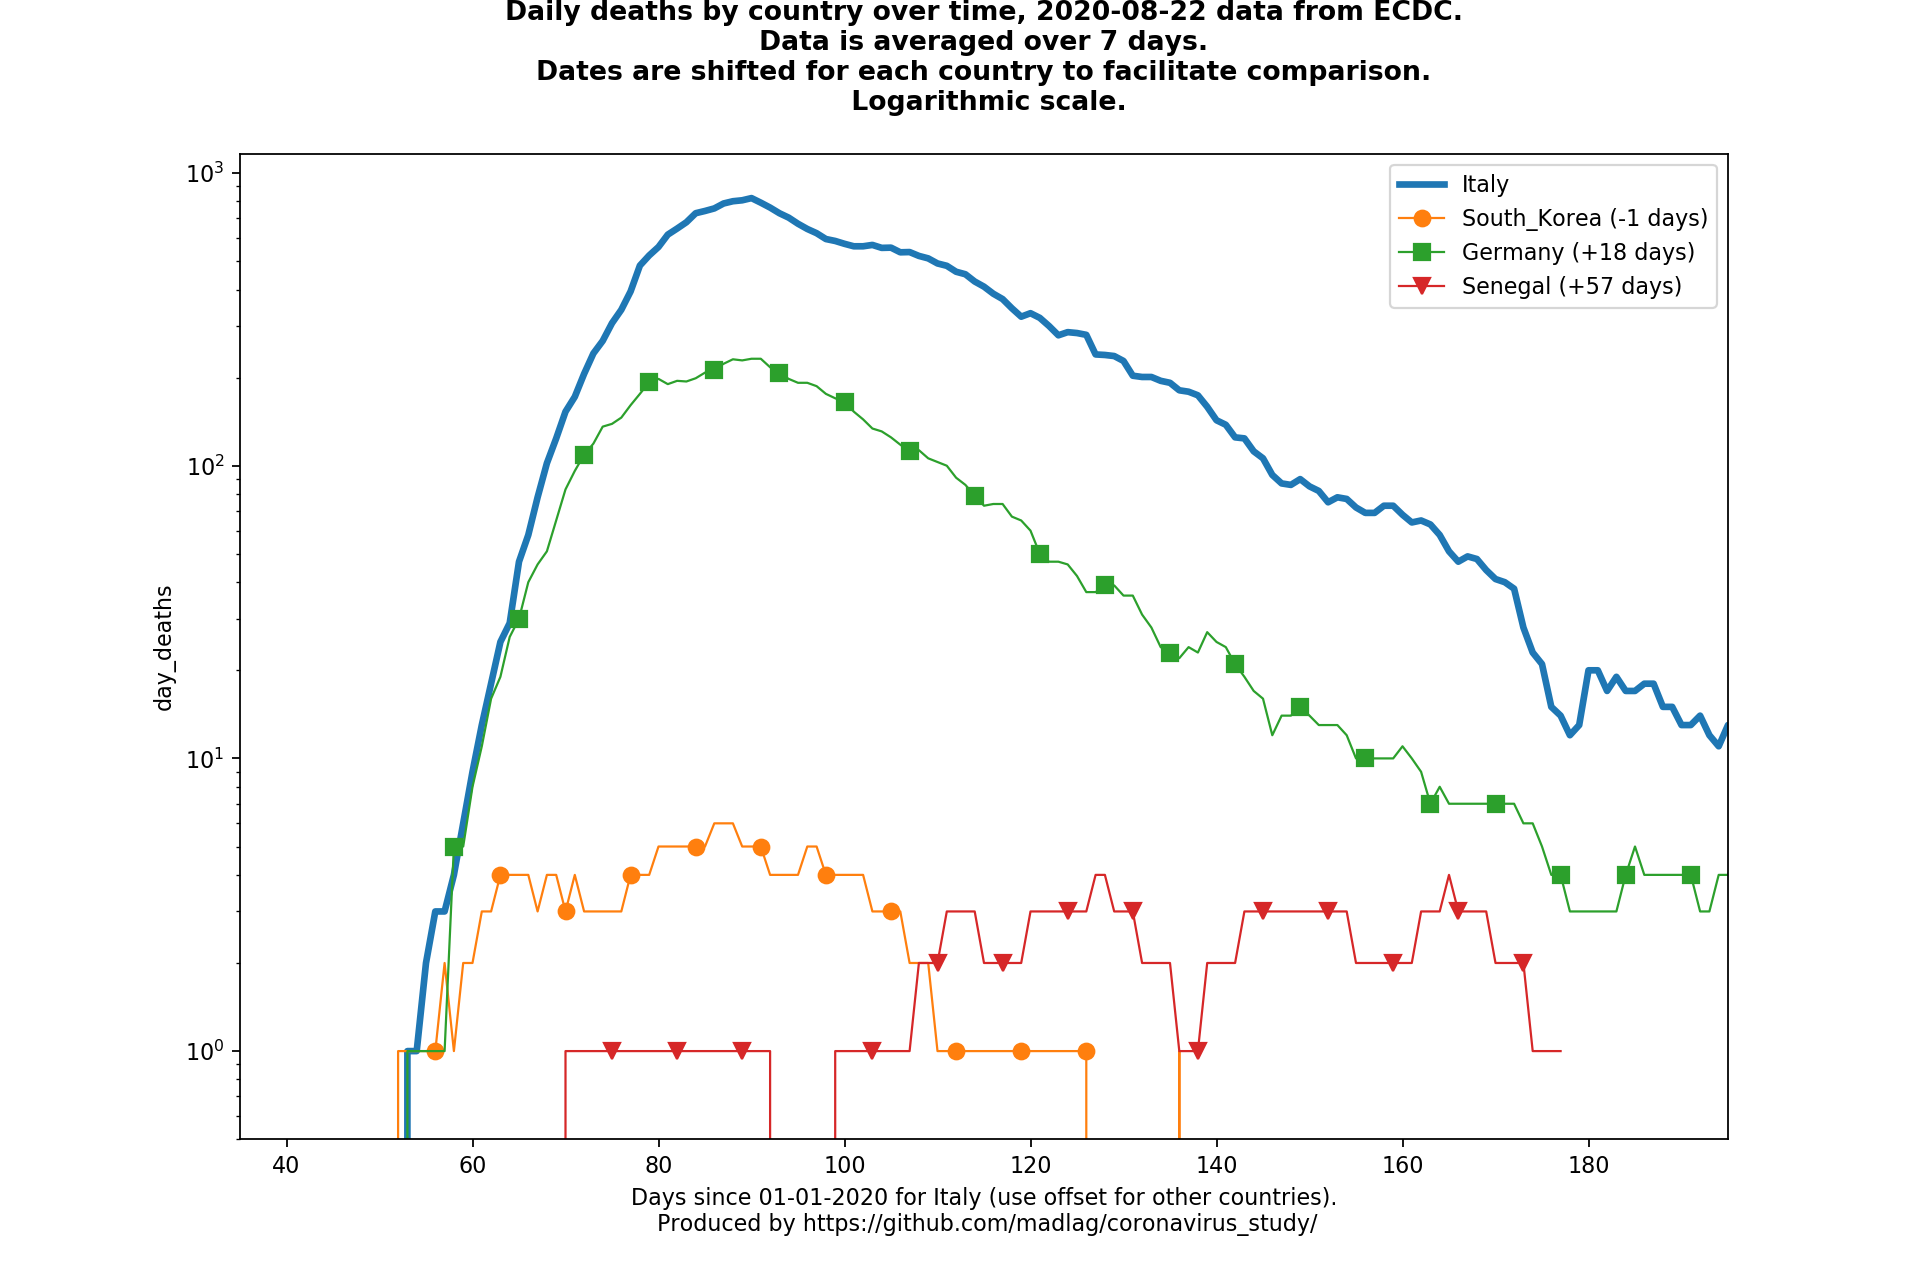 Daily deaths by country over time, 2020-08-22 data from ECDC.
Data is averaged over 7 days.
Dates are shifted for each country to facilitate comparison.
Logarithmic scale.
10³
10²
10¹
10⁰
day_deaths
Italy
South_Korea (-1 days)
Germany (+18 days)
Senegal (+57 days)
40 60 80 100 120 140 160 180
Days since 01-01-2020 for Italy (use offset for other countries).
Produced by https://github.com/madlag/coronavirus_study/